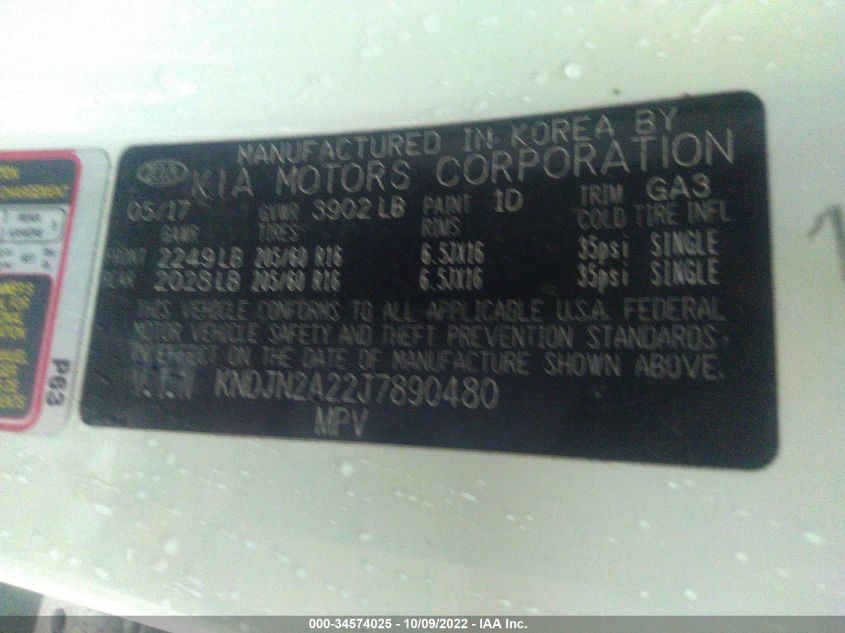 MANUFACTURED IN KOREA BY
KIA KIA MOTORS CORPORATION
05/17 GVWR 3902 LB PAINT 1D TRIM GA3
GAWR TIRES RIMS COLD TIRE INFL
FRONT 2249 LB 205/60 R16 6.5JX16 35psi SINGLE
REAR 2028 LB 205/60 R16 6.5JX16 35psi SINGLE
THIS VEHICLE CONFORMS TO ALL APPLICABLE U.S.A. FEDERAL
MOTOR VEHICLE SAFETY AND THEFT PREVENTION STANDARDS
IN EFFECT ON THE DATE OF MANUFACTURE SHOWN ABOVE.
V.I.N KNDJN2A22J7890480
MPV
P63
000-34574025 - 10/09/2022 - IAA Inc.